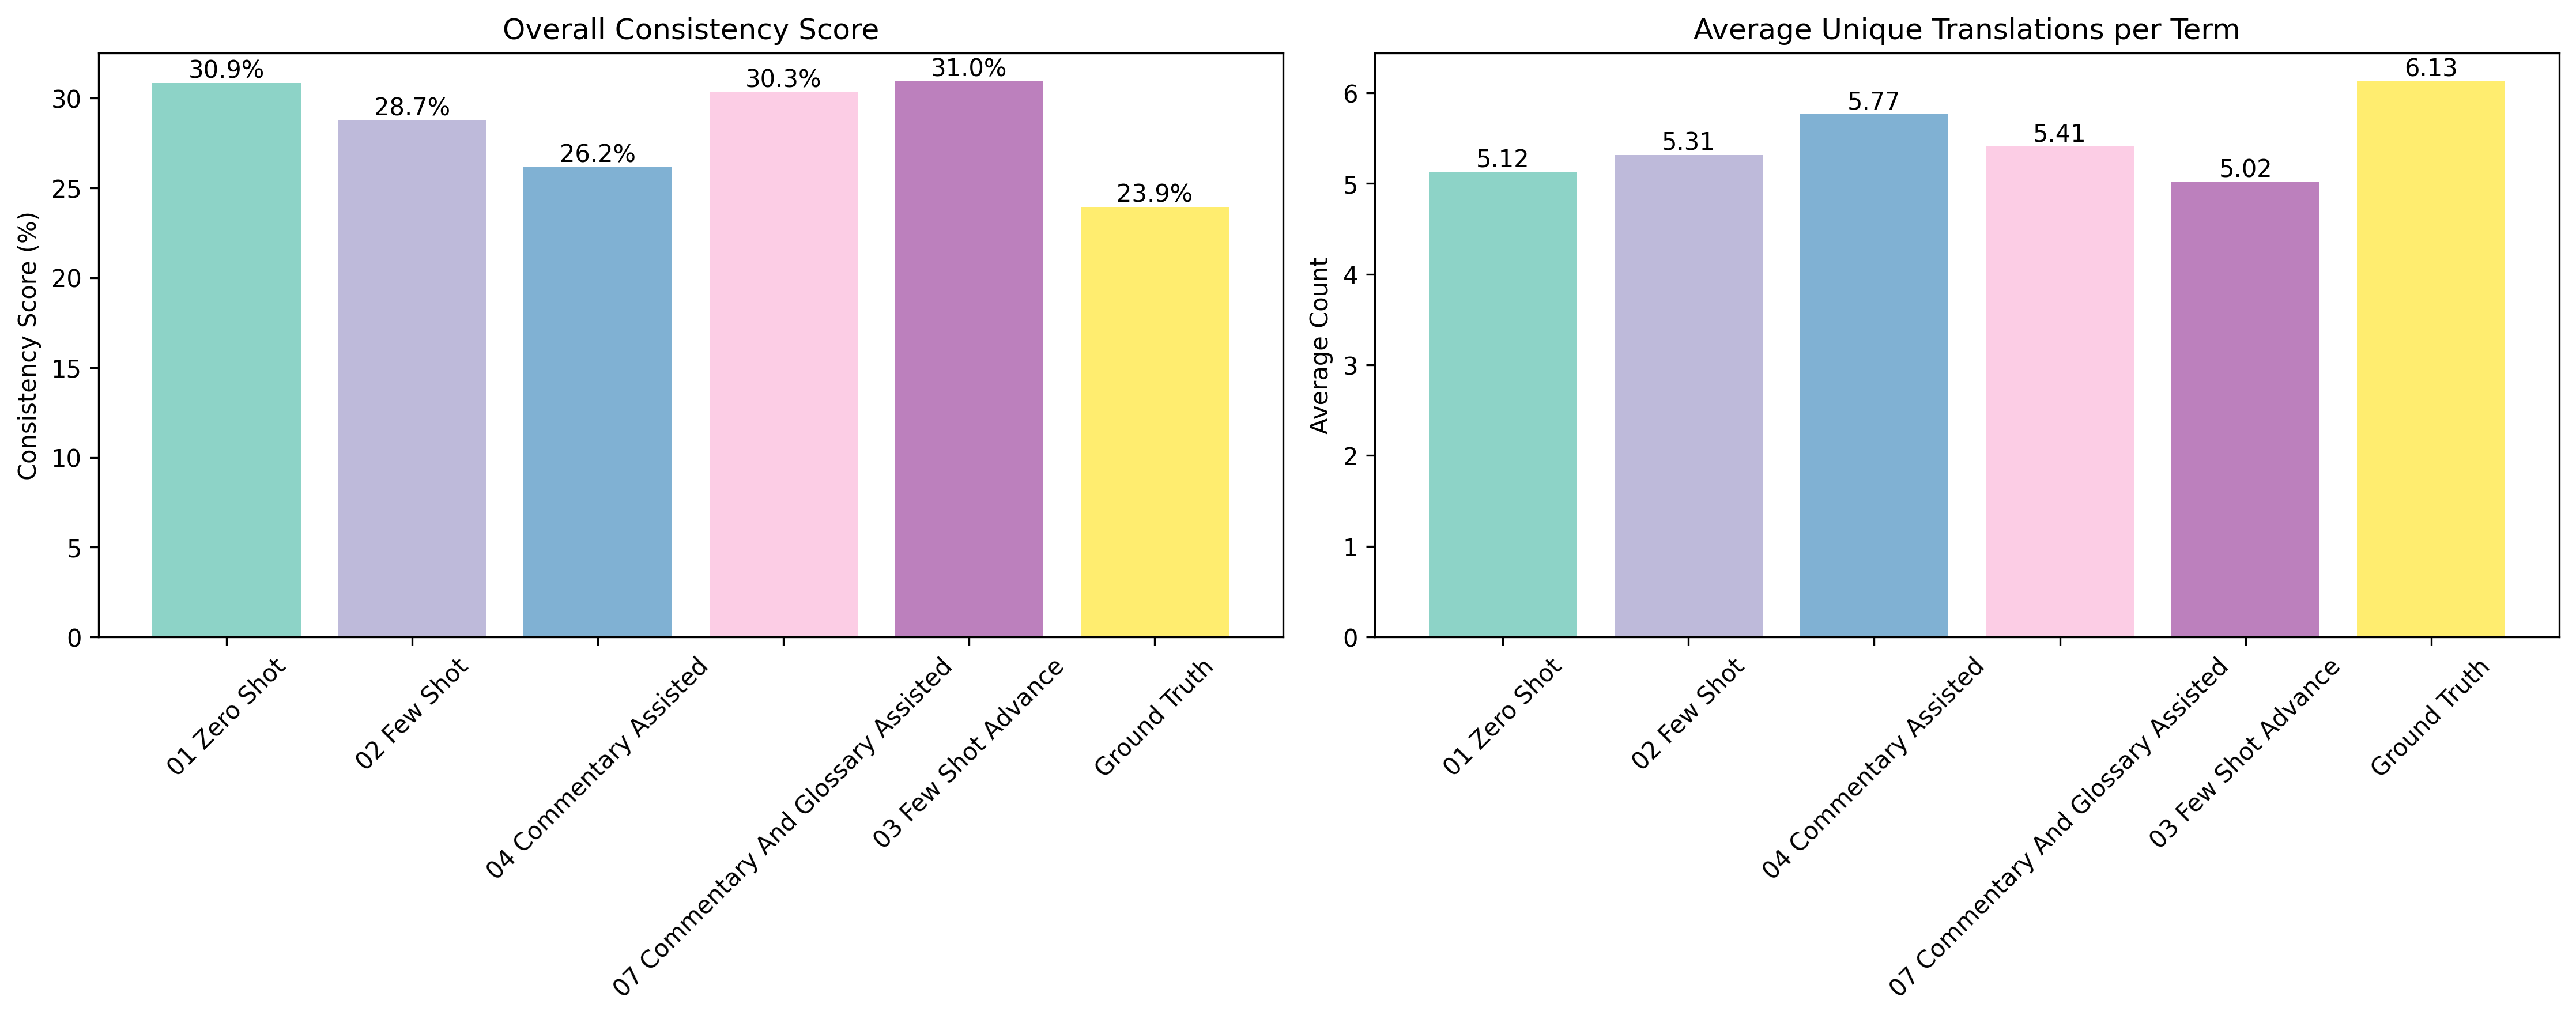 Overall Consistency Score
Consistency Score (%)
30
25
20
15
10
5
0
30.9%
28.7%
26.2%
30.3%
31.0%
23.9%
01 Zero Shot
02 Few Shot
04 Commentary Assisted
07 Commentary And Glossary Assisted
03 Few Shot Advance
Ground Truth
Average Unique Translations per Term
Average Count
6
5
4
3
2
1
0
5.12
5.31
5.77
5.41
5.02
6.13
01 Zero Shot
02 Few Shot
04 Commentary Assisted
07 Commentary And Glossary Assisted
03 Few Shot Advance
Ground Truth